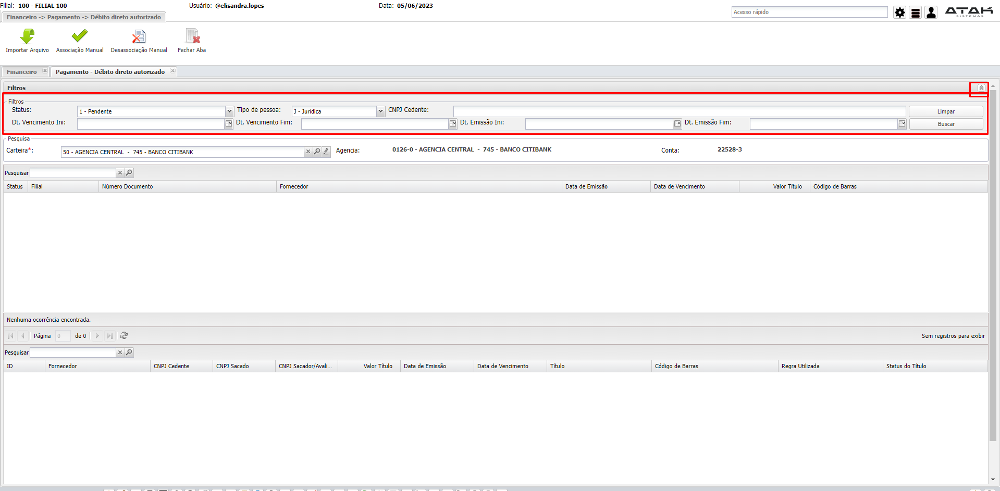 Filial: 100 - FILIAL 100 Usuário: @elisandra.lopes Data: 05/06/2023
Financeiro -> Pagamento -> Débito direto autorizado
Acesso rápido
ATAK
SISTEMAS
Importar Arquivo Associação Manual Desassociação Manual Fechar Aba
Financeiro Pagamento - Débito direto autorizado
Filtros
Filtros
Status: 1 - Pendente Tipo de pessoa: J - Jurídica CNPJ Cedente: Limpar
Dt. Vencimento Ini: Dt. Vencimento Fim: Dt. Emissão Ini: Dt. Emissão Fim: Buscar
Pesquisa
Carteira*: 50 - AGENCIA CENTRAL - 745 - BANCO CITIBANK Agencia: 0126-0 - AGENCIA CENTRAL - 745 - BANCO CITIBANK Conta: 22528-3
Pesquisar
Status Filial Número Documento Fornecedor Data de Emissão Data de Vencimento Valor Título Código de Barras
Nenhuma ocorrência encontrada.
Página 0 de 0 Sem registros para exibir
Pesquisar
ID Fornecedor CNPJ Cedente CNPJ Sacado CNPJ Sacador/Avali... Valor Título Data de Emissão Data de Vencimento Título Código de Barras Regra Utilizada Status do Título